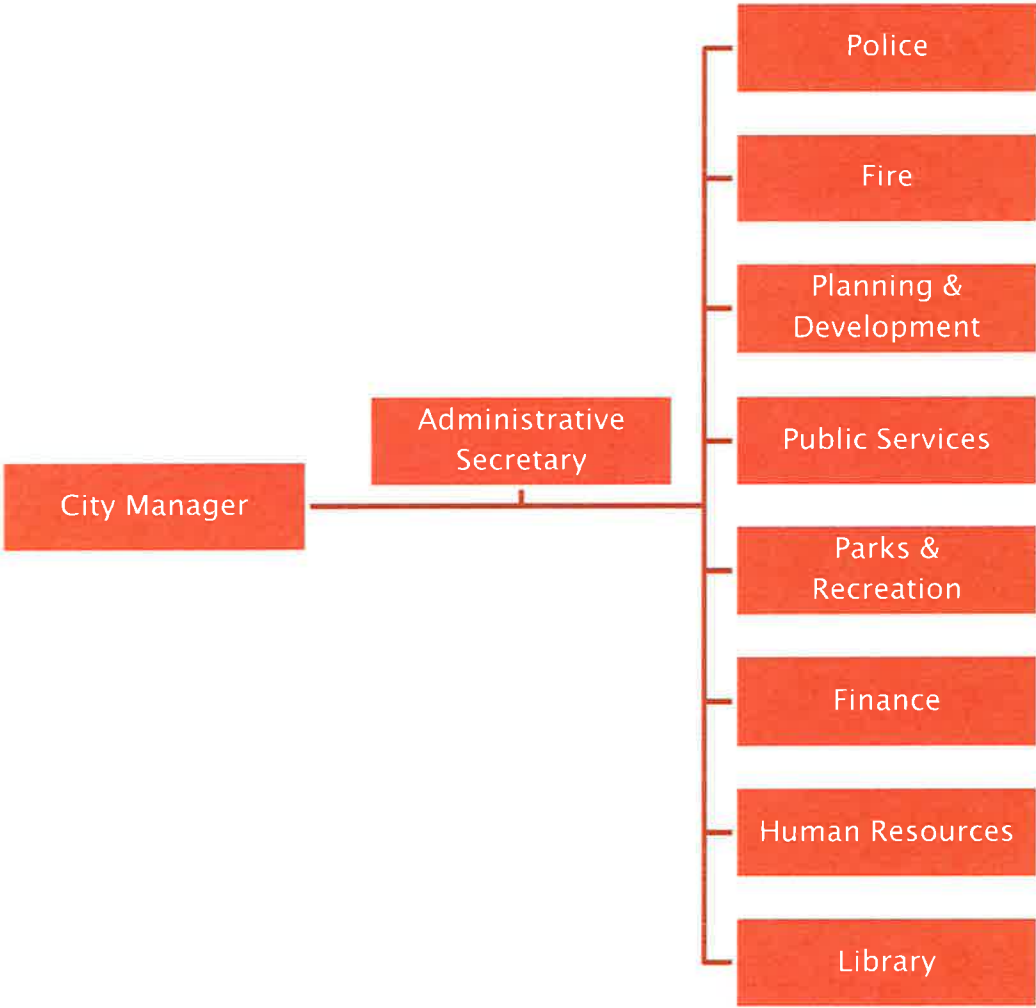 Police
Fire
Planning &
Development
Administrative
Secretary
Public Services
City Manager
Parks &
Recreation
Finance
Human Resources
Library